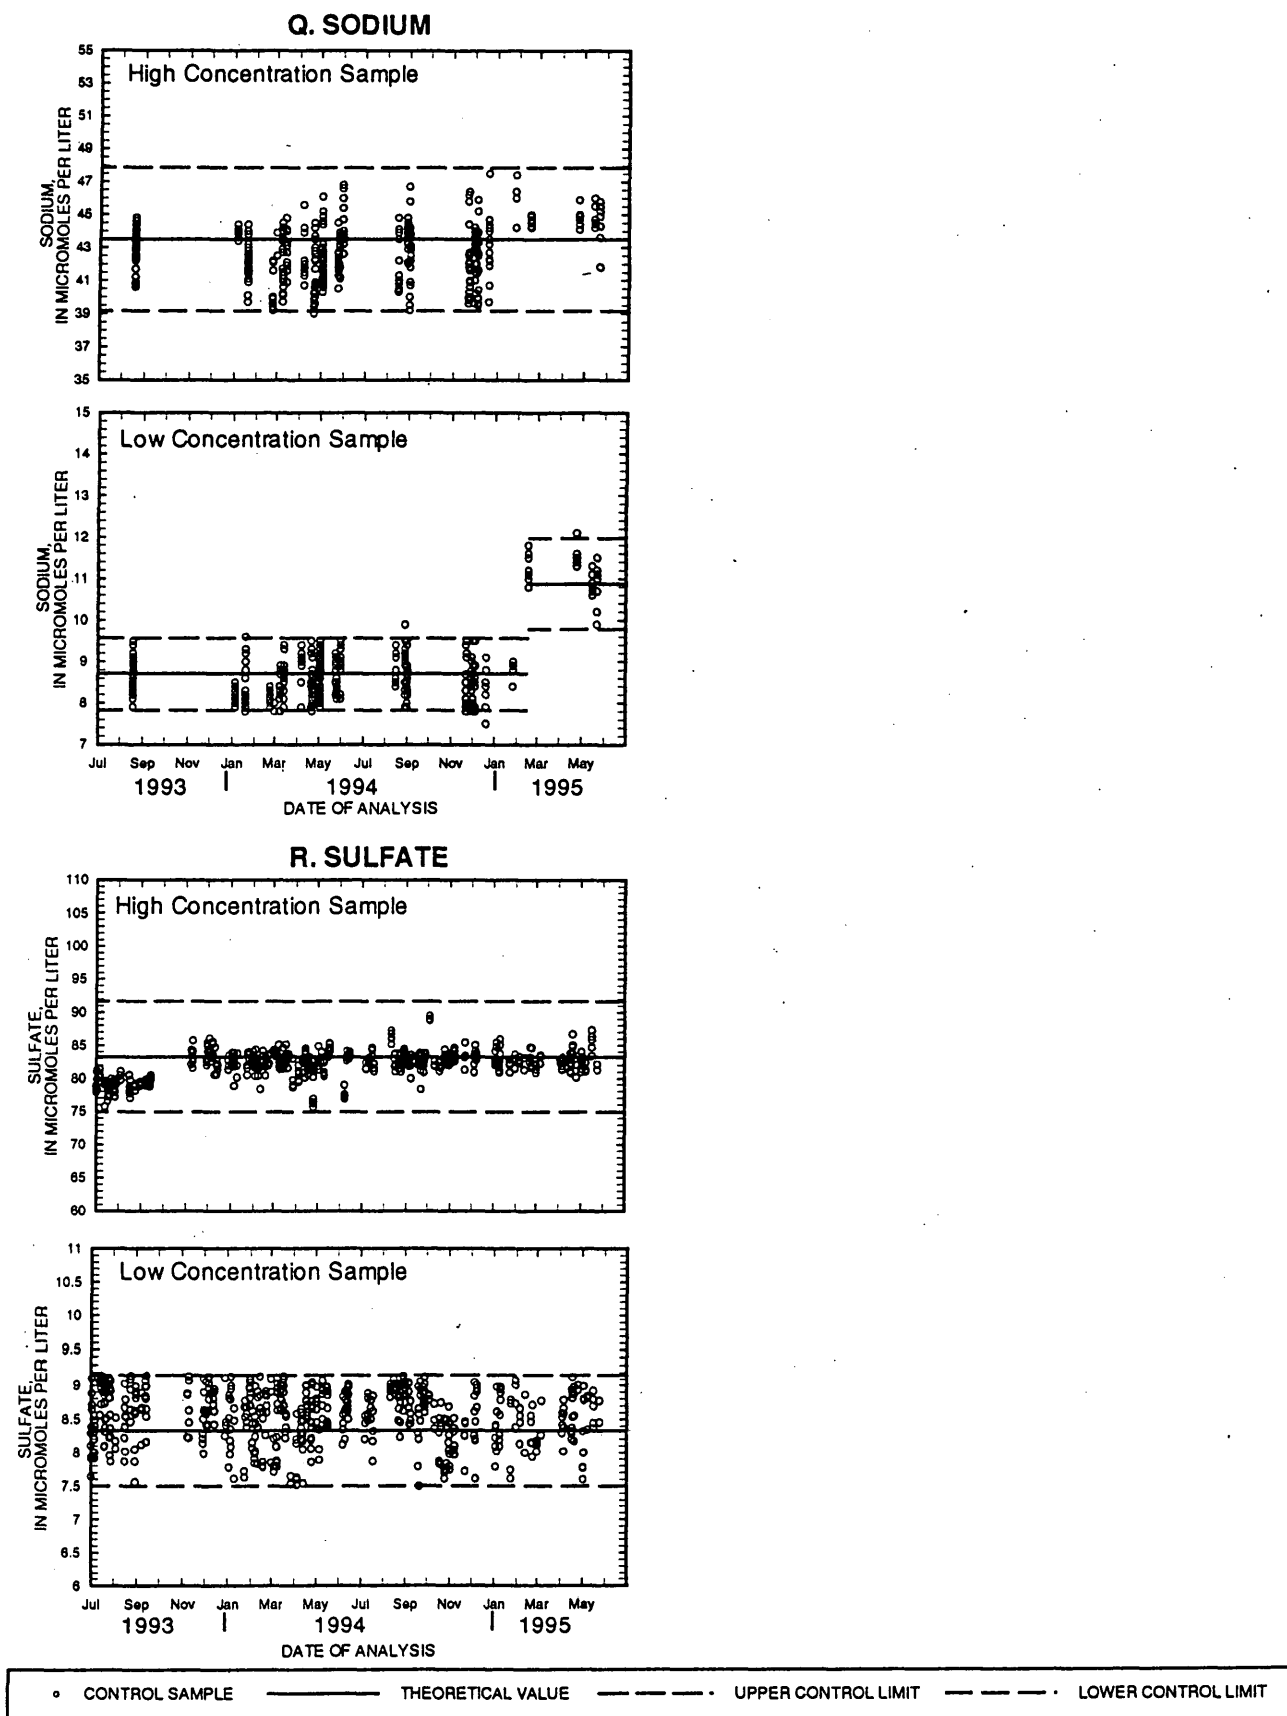 Q. SODIUM
High Concentration Sample
SODIUM,
IN MICROMOLES PER LITER
55
53
51
49
47
45
43
41
39
37
35
Low Concentration Sample
SODIUM,
IN MICROMOLES PER LITER
15
14
13
12
11
10
9
8
7
Jul Sep Nov Jan Mar May Jul Sep Nov Jan Mar May
1993 1994 1995
DATE OF ANALYSIS
R. SULFATE
High Concentration Sample
SULFATE,
IN MICROMOLES PER LITER
110
105
100
95
90
85
80
75
70
65
60
Low Concentration Sample
SULFATE,
IN MICROMOLES PER LITER
11
10.5
10
9.5
9
8.5
8
7.5
7
6.5
6
Jul Sep Nov Jan Mar May Jul Sep Nov Jan Mar May
1993 1994 1995
DATE OF ANALYSIS
CONTROL SAMPLE THEORETICAL VALUE UPPER CONTROL LIMIT LOWER CONTROL LIMIT